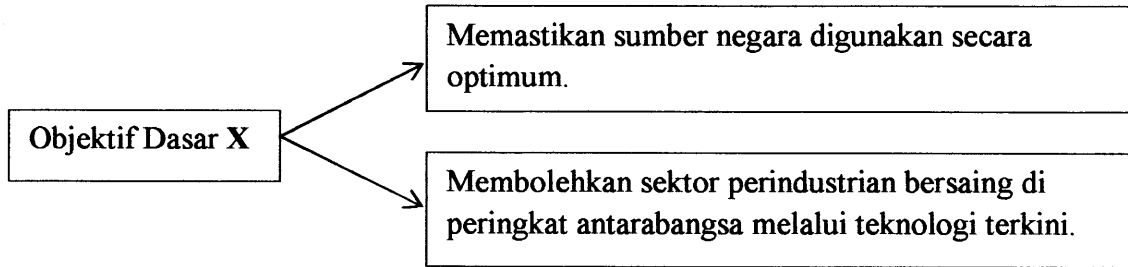 Memastikan sumber negara digunakan secara
optimum.
Objektif Dasar X
Membolehkan sektor perindustrian bersaing di
peringkat antarabangsa melalui teknologi terkini.